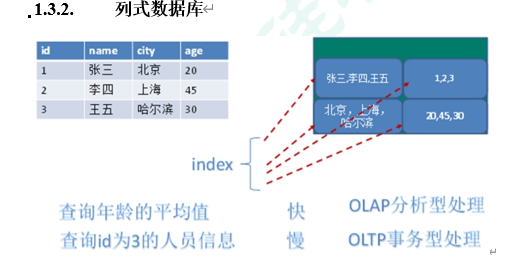 1.3.2. 列式数据库
id name city age
1 张三 北京 20
2 李四 上海 45
3 王五 哈尔滨 30
张三,李四,王五
1,2,3
北京，上海，
哈尔滨
20,45,30
index
查询年龄的平均值 快 OLAP分析型处理
查询id为3的人员信息 慢 OLTP事务型处理